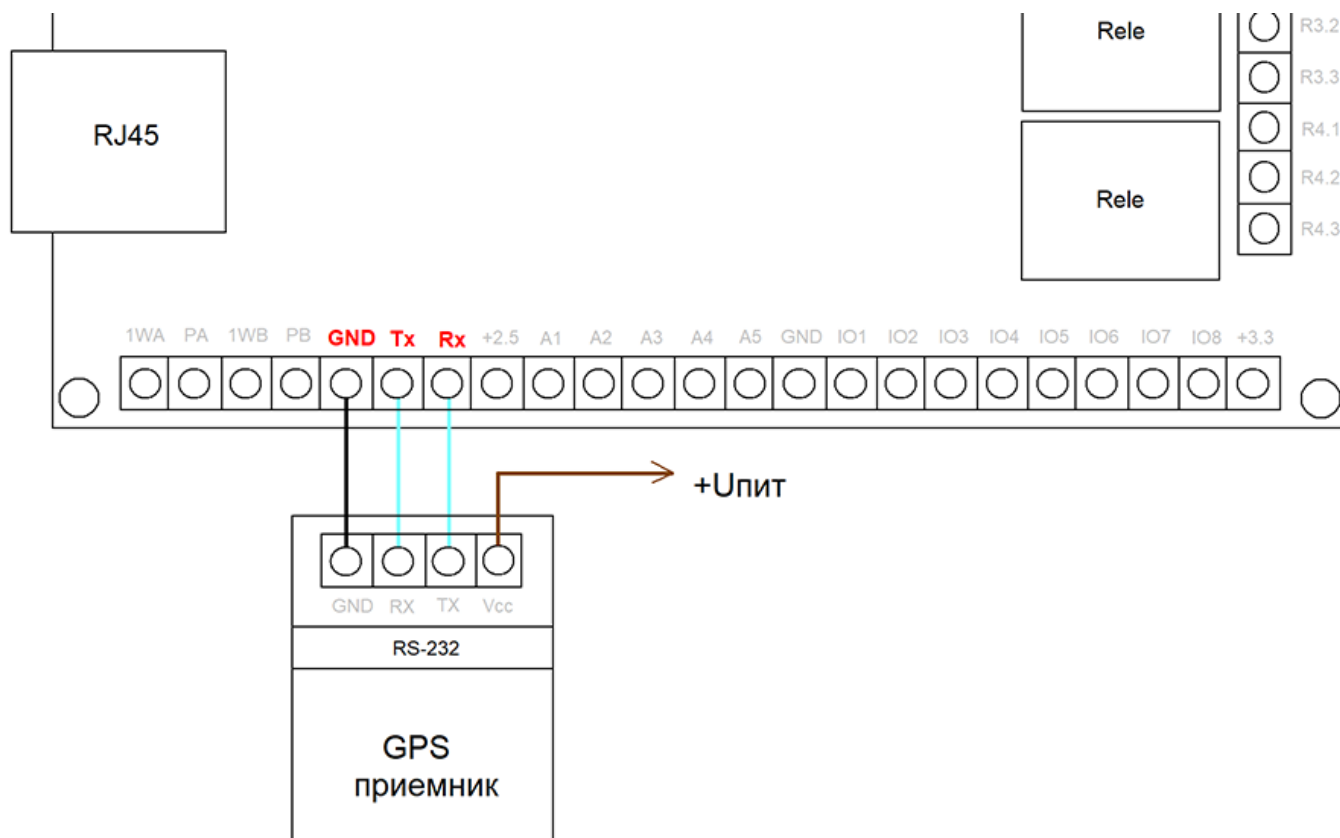 Rele
R3.2
R3.3
RJ45
R4.1
Rele
R4.2
R4.3
1WA PA 1WB PB GND Tx Rx +2.5 A1 A2 A3 A4 A5 GND IO1 IO2 IO3 IO4 IO5 IO6 IO7 IO8 +3.3
+Uпит
GND RX TX Vcc
RS-232
GPS
приемник